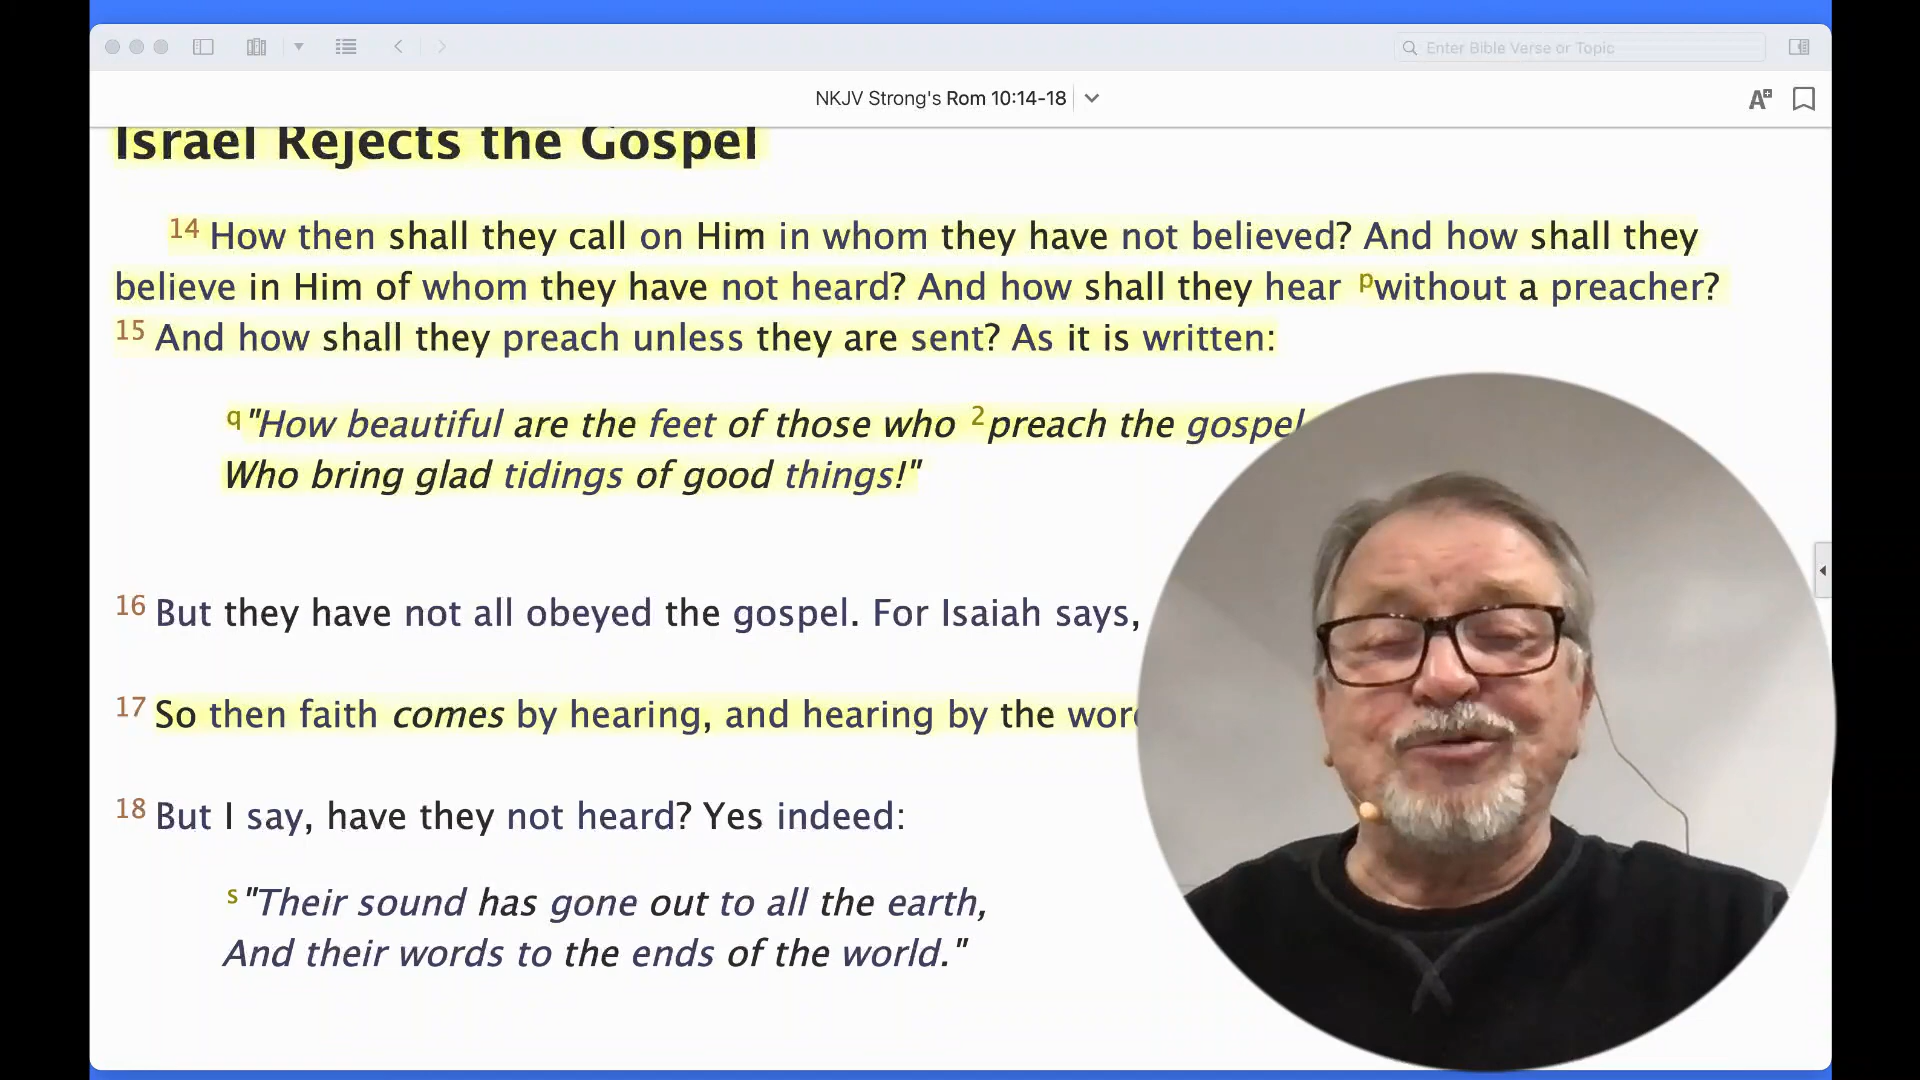 Enter Bible Verse or Topic
NKJV Strong's Rom 10:14-18
A
Israel Rejects the Gospel
14 How then shall they call on Him in whom they have not believed? And how shall they
believe in Him of whom they have not heard? And how shall they hear pwithout a preacher?
15 And how shall they preach unless they are sent? As it is written:
q"How beautiful are the feet of those who 2preach the gospel
Who bring glad tidings of good things!"
16 But they have not all obeyed the gospel. For Isaiah says,
17 So then faith comes by hearing, and hearing by the
18 But I say, have they not heard? Yes indeed:
s"Their sound has gone out to all the earth,
And their words to the ends of the world."